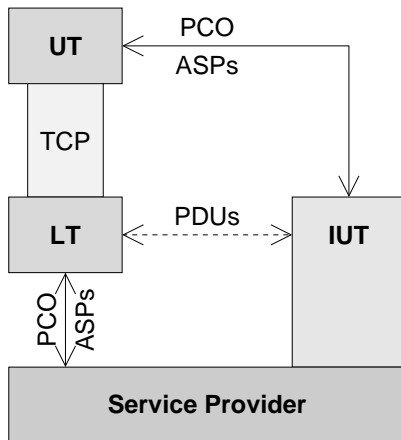 UT
PCO
ASPs
TCP
LT
PDUs
IUT
PCO
ASPs
Service Provider